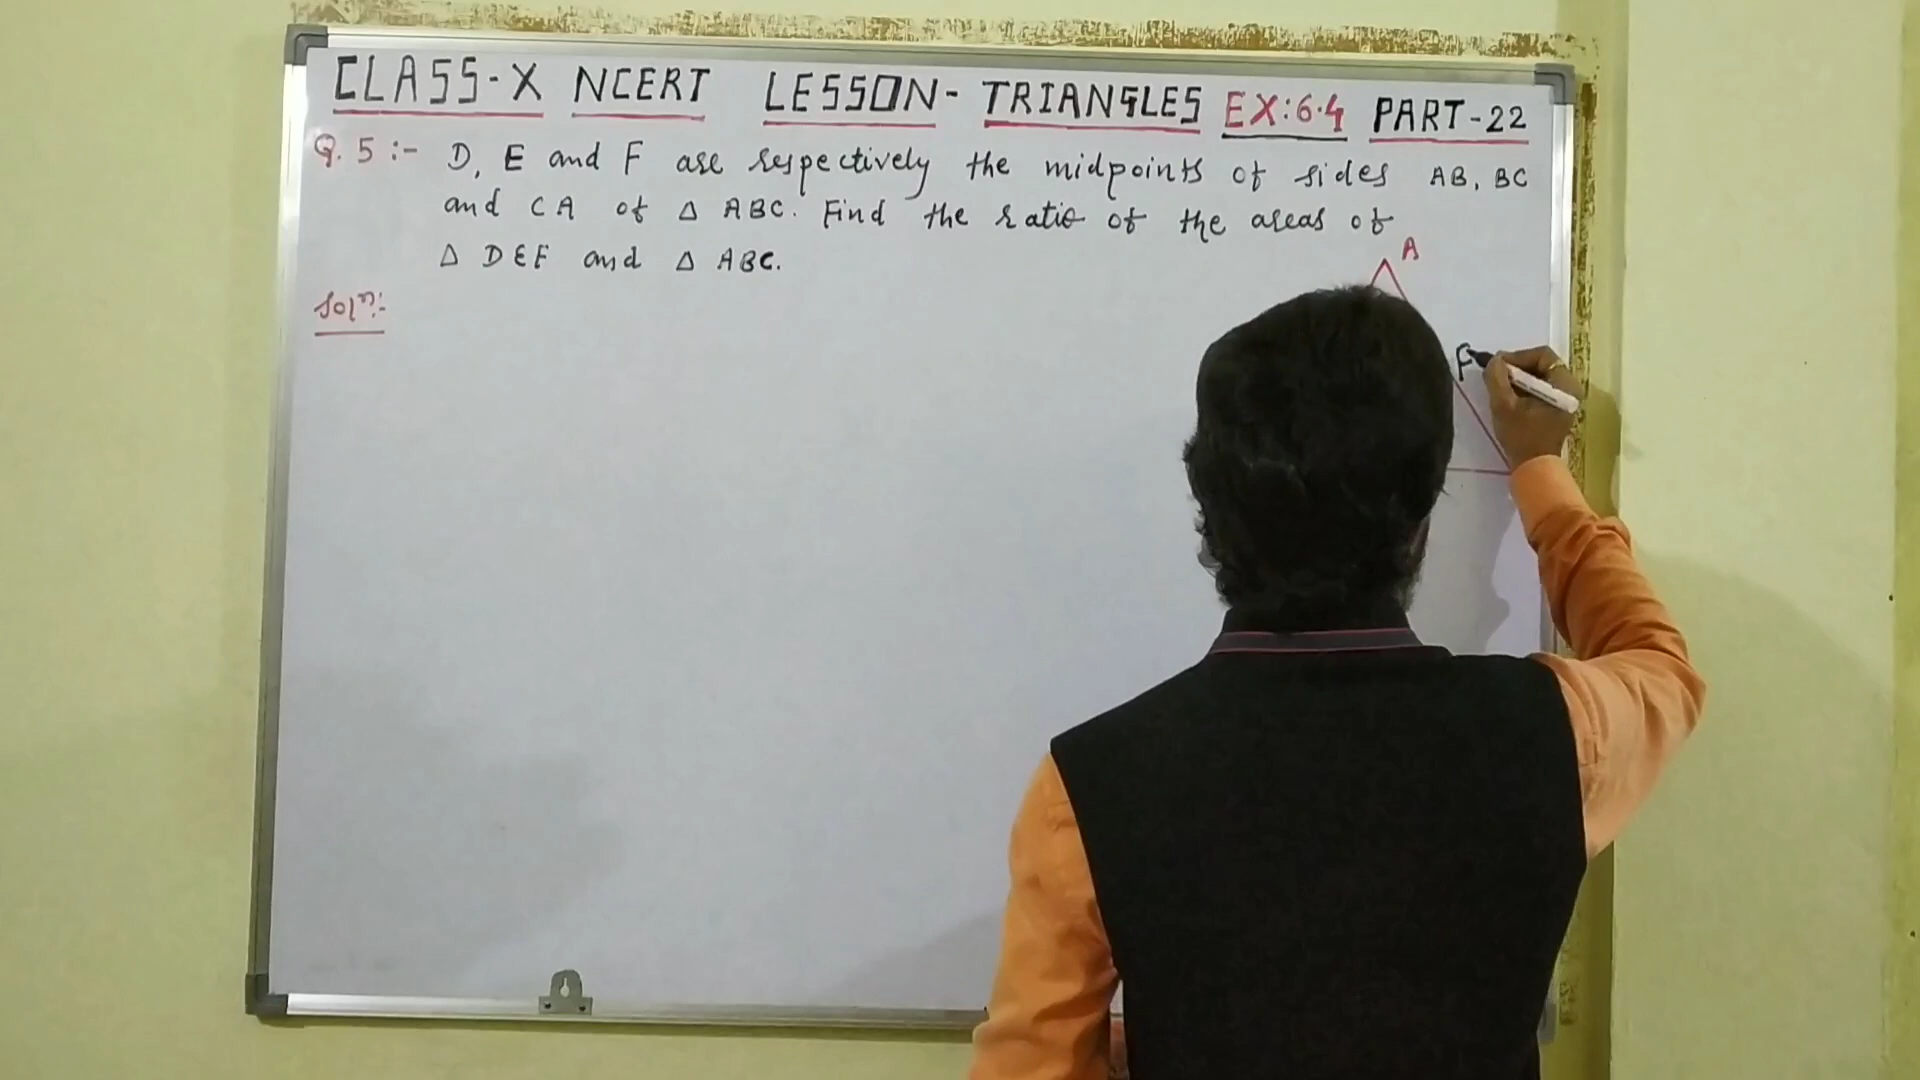 CLASS-X NCERT LESSON- TRIANGLES EX:6.4 PART-22
Q.5:- D, E and F are respectively the midpoints of sides AB, BC
and CA of Δ ABC. Find the ratio of the areas of
Δ DEF and Δ ABC.
A
Solⁿ:-
F